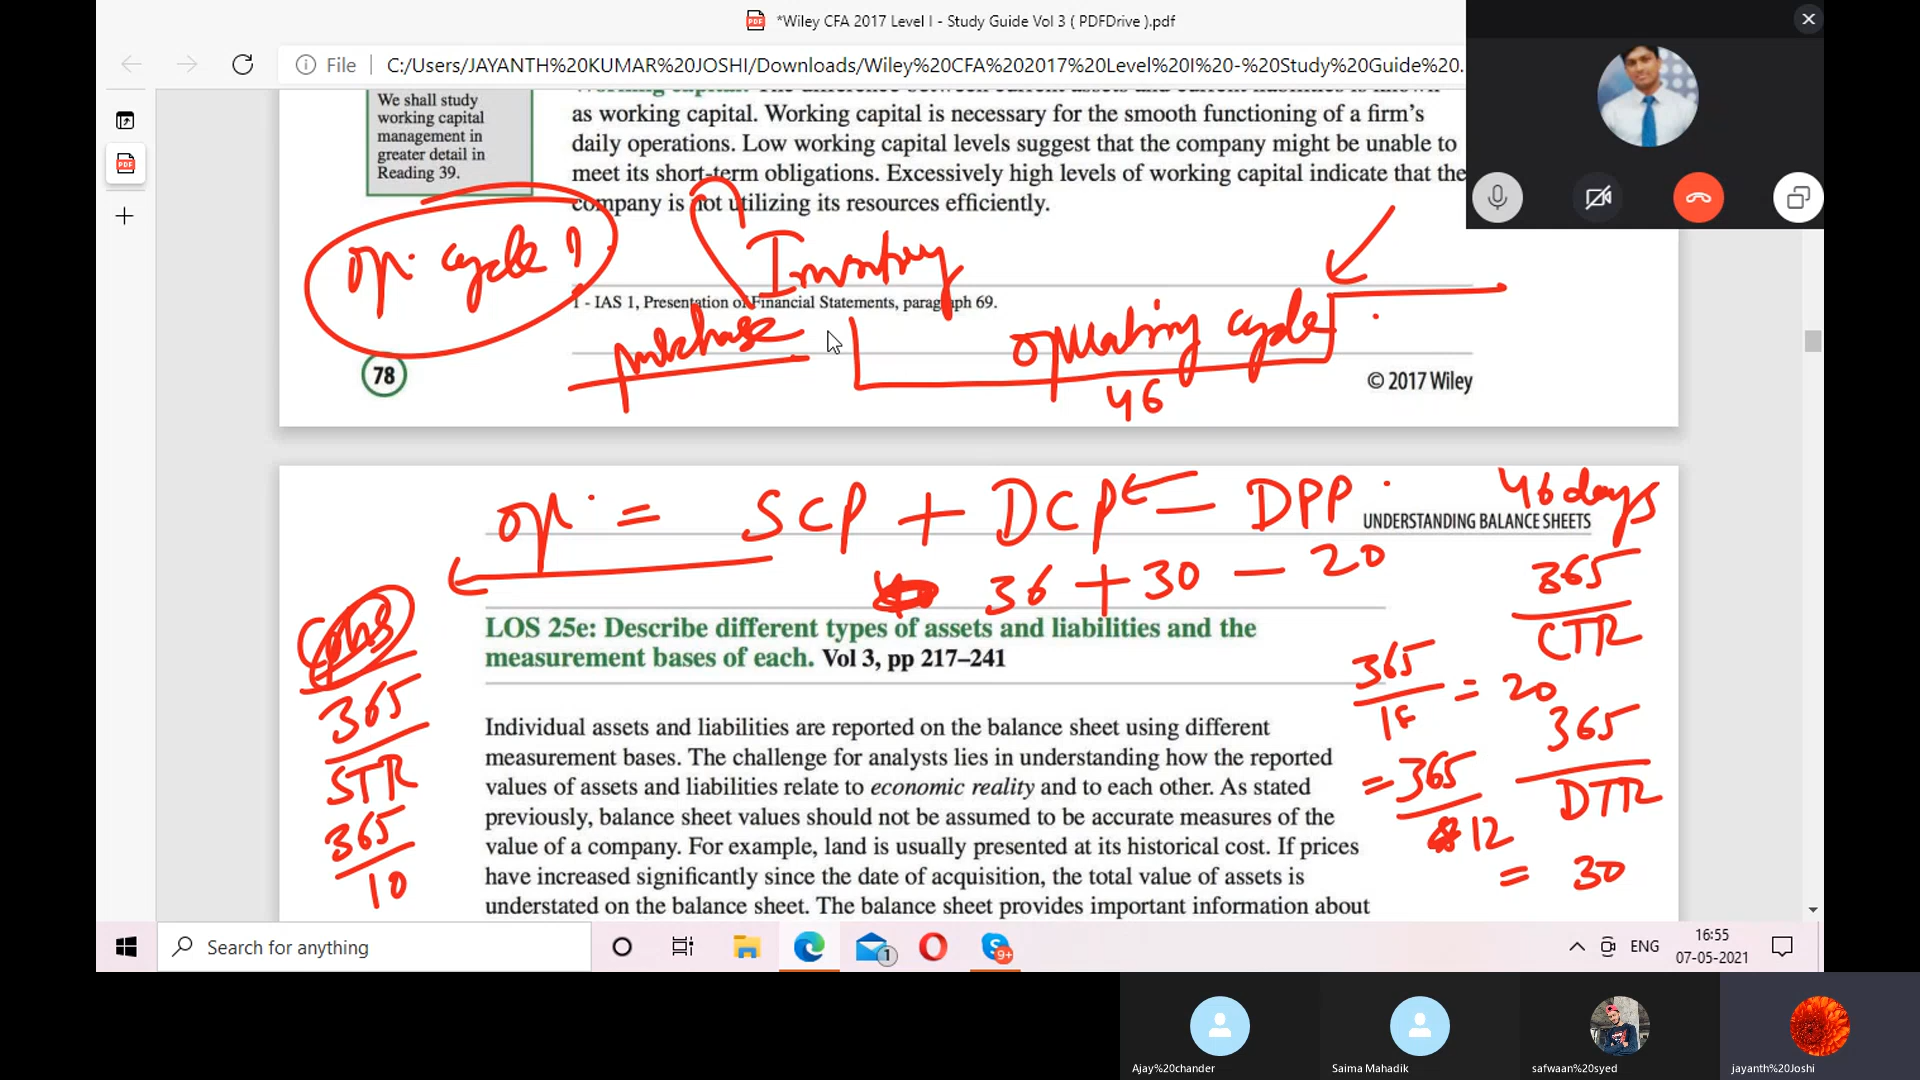 *Wiley CFA 2017 Level I - Study Guide Vol 3 ( PDFDrive ).pdf
File
C:/Users/JAYANTH%20KUMAR%20JOSHI/Downloads/Wiley%20CFA%202017%20Level%20I%20-%20Study%20Guide%20.
We shall study
working capital
management in
greater detail in
Reading 39.
as working capital. Working capital is necessary for the smooth functioning of a firm's
daily operations. Low working capital levels suggest that the company might be unable to
meet its short-term obligations. Excessively high levels of working capital indicate that the
company is not utilizing its resources efficiently.
op. cycle
Inventory
1 - IAS 1, Presentation of Financial Statements, paragraph 69.
purchase
operating cycle
46
78
© 2017 Wiley
op. = SCP + DCP - DPP
46 days
UNDERSTANDING BALANCE SHEETS
36 + 30 - 20
365
CTR
LOS 25e: Describe different types of assets and liabilities and the
measurement bases of each. Vol 3, pp 217–241
365
STR
365
10
365
18
= 20
365
DTR
= 365
12
= 30
Individual assets and liabilities are reported on the balance sheet using different
measurement bases. The challenge for analysts lies in understanding how the reported
values of assets and liabilities relate to economic reality and to each other. As stated
previously, balance sheet values should not be assumed to be accurate measures of the
value of a company. For example, land is usually presented at its historical cost. If prices
have increased significantly since the date of acquisition, the total value of assets is
understated on the balance sheet. The balance sheet provides important information about
Search for anything
1
9+
ENG
16:55
07-05-2021
Ajay%20chander
Saima Mahadik
safwaan%20syed
jayanth%20Joshi